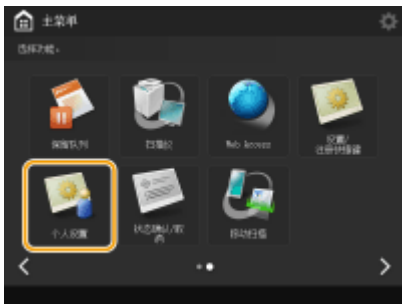 主菜单
选择功能。
保留队列
扫描仪
Web Access
设置/
注册快捷键
个人设置
状态确认/取
消
移动扫描